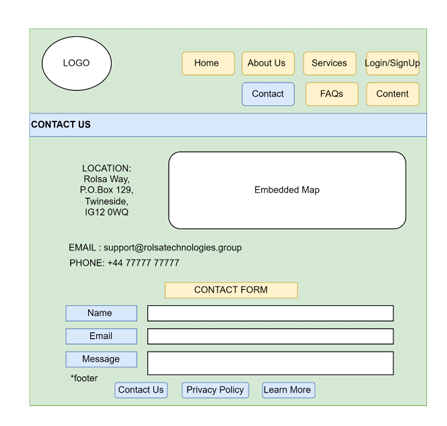 LOGO
Home
About Us
Services
Login/SignUp
Contact
FAQs
Content
CONTACT US
LOCATION:
Rolsa Way,
P.O.Box 129,
Twineside,
IG12 0WQ
Embedded Map
EMAIL : support@rolsatechnologies.group
PHONE: +44 77777 77777
CONTACT FORM
Name
Email
Message
*footer
Contact Us
Privacy Policy
Learn More